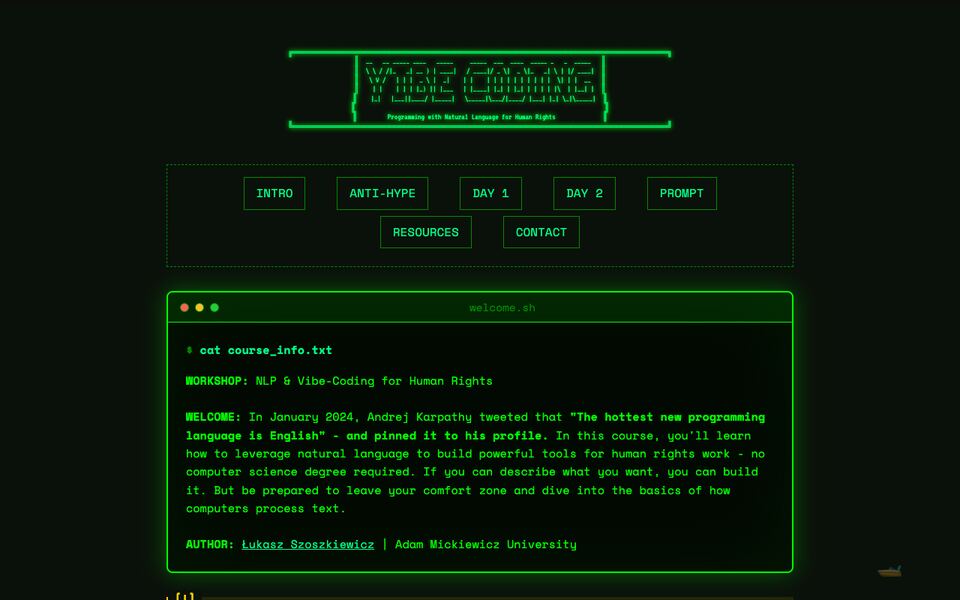 VIBE CODING
Programming with Natural Language for Human Rights
INTRO
ANTI-HYPE
DAY 1
DAY 2
PROMPT
RESOURCES
CONTACT
welcome.sh
$ cat course_info.txt
WORKSHOP: NLP & Vibe-Coding for Human Rights
WELCOME: In January 2024, Andrej Karpathy tweeted that "The hottest new programming
language is English" - and pinned it to his profile. In this course, you'll learn
how to leverage natural language to build powerful tools for human rights work - no
computer science degree required. If you can describe what you want, you can build
it. But be prepared to leave your comfort zone and dive into the basics of how
computers process text.
AUTHOR: Łukasz Szoszkiewicz | Adam Mickiewicz University
[!]